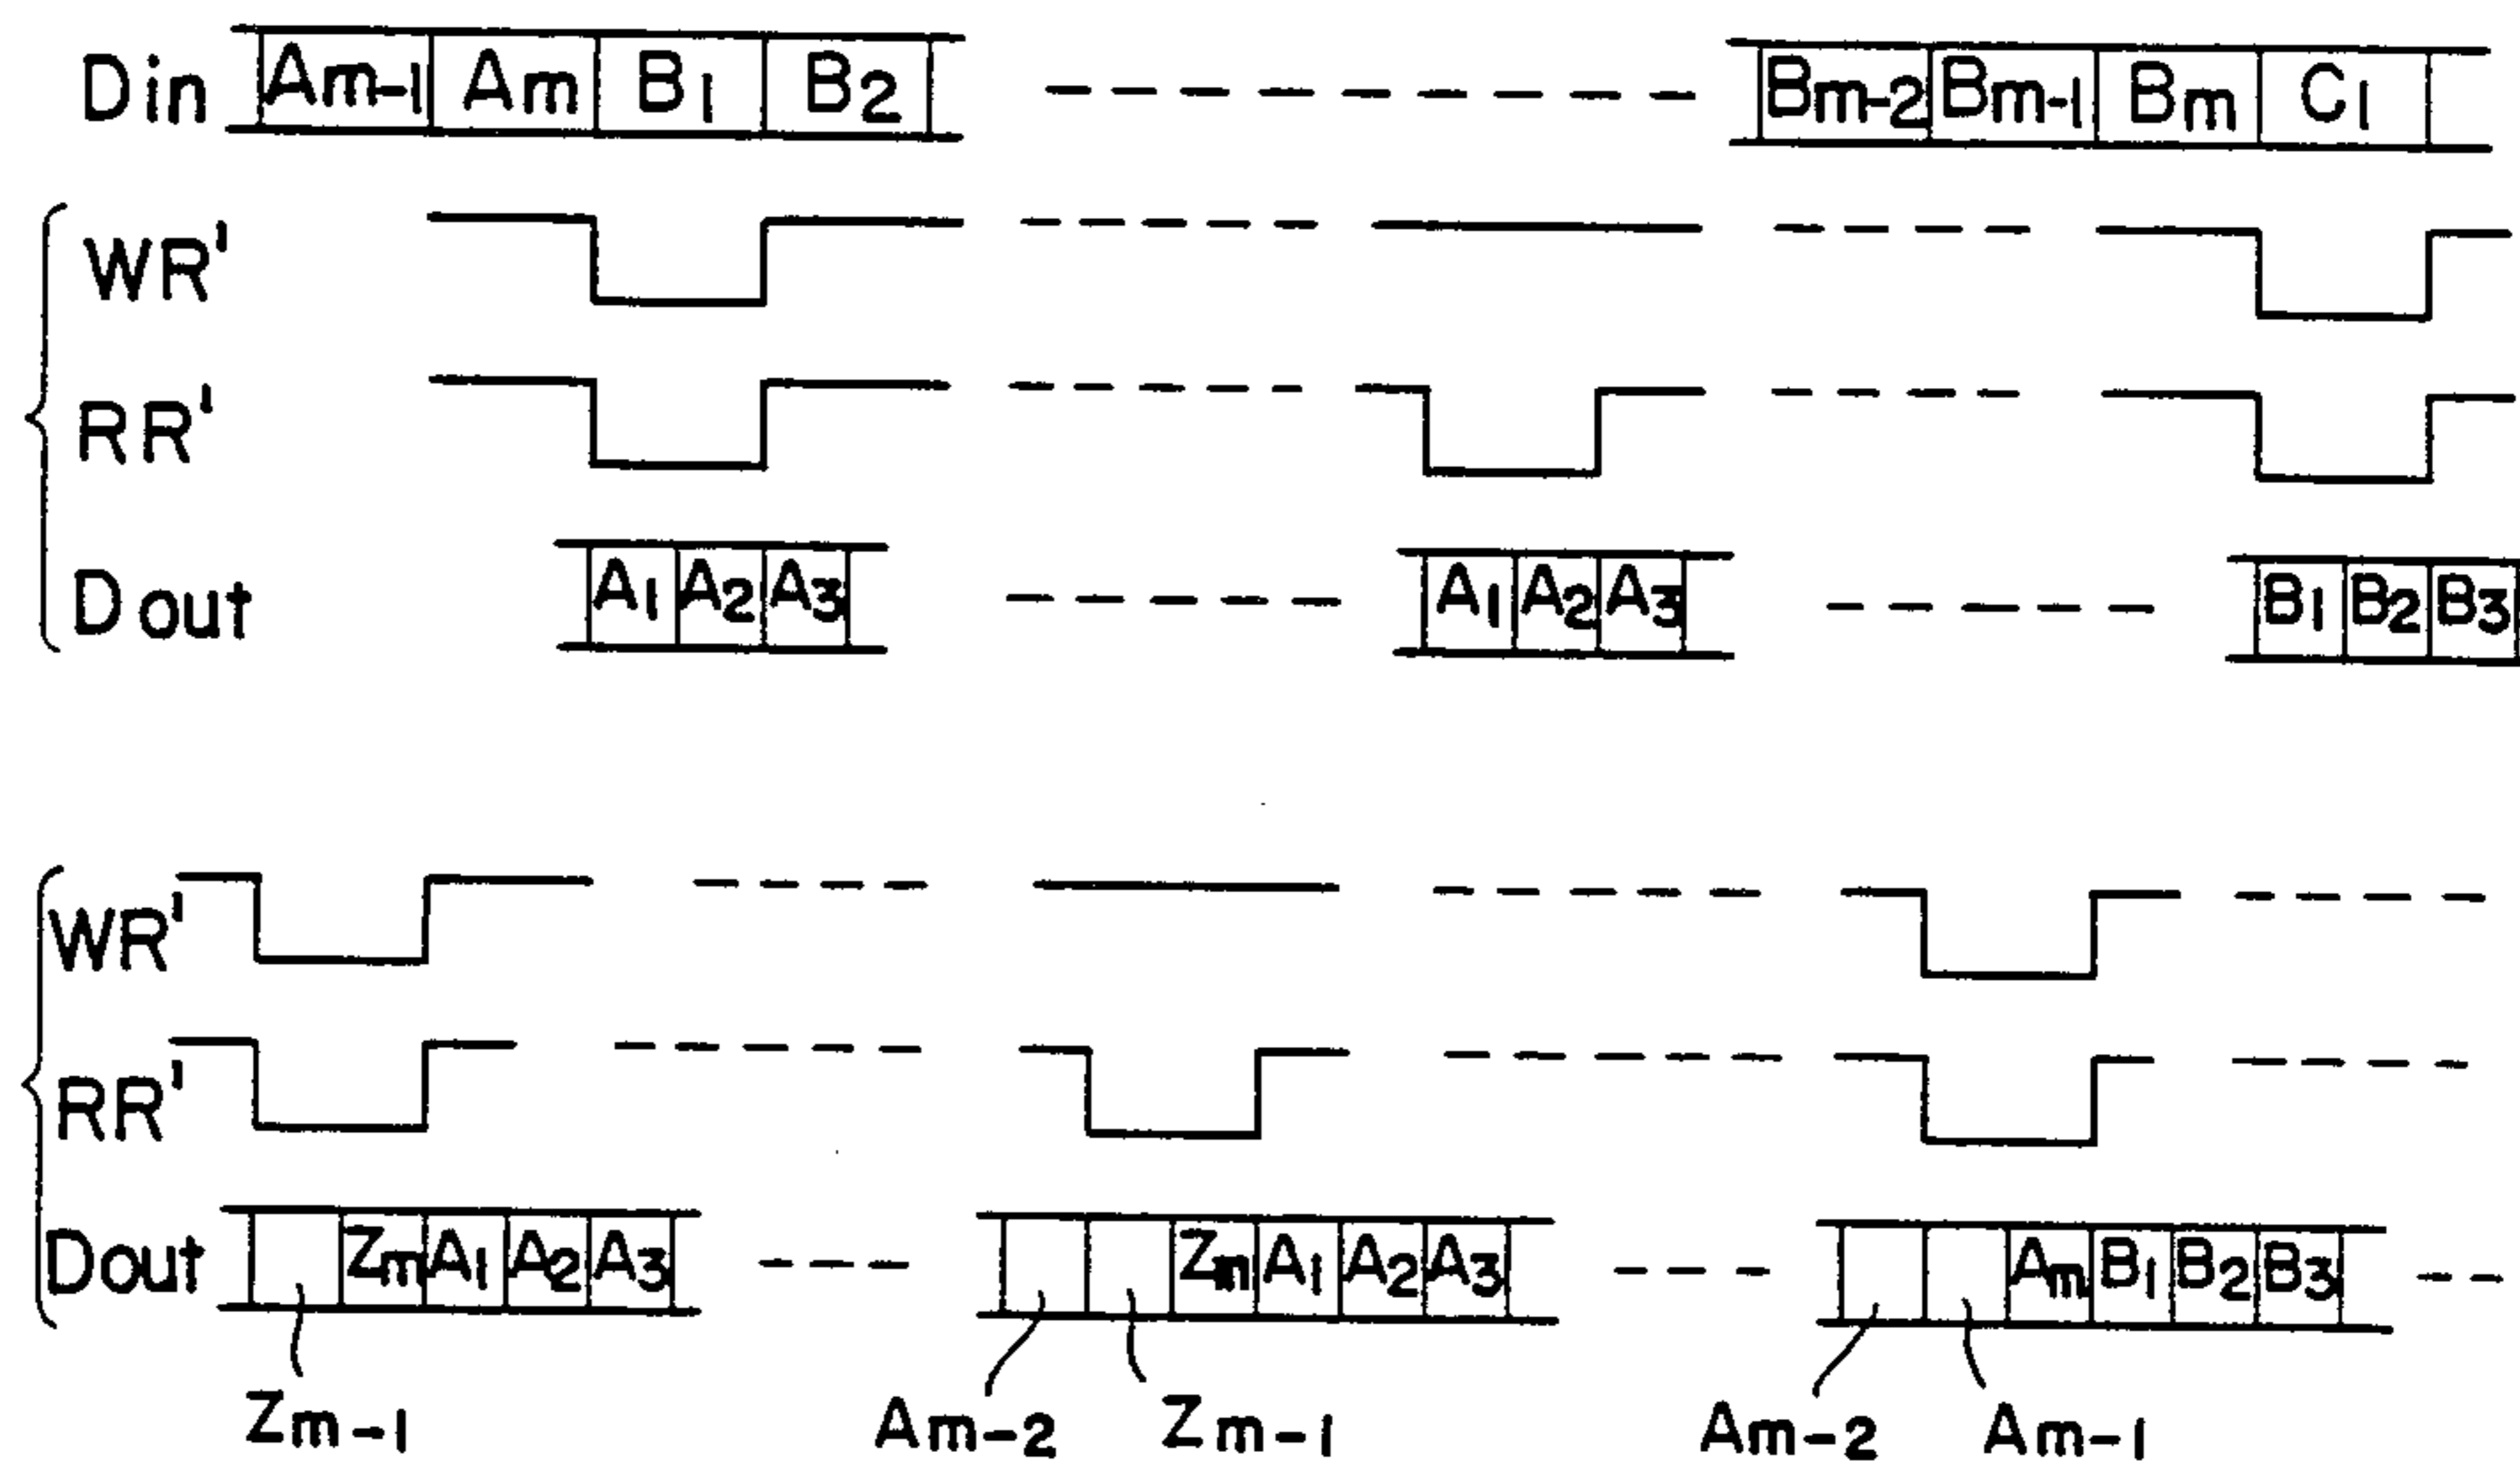 Din Am-1 Am B1 B2 Bm-2 Bm-1 Bm C1
WR'
RR'
Dout A1 A2 A3 A1 A2 A3 B1 B2 B3
WR'
RR'
Dout Zm A1 A2 A3 Zm A1 A2 A3 Am B1 B2 B3
Zm-1 Am-2 Zm-1 Am-2 Am-1